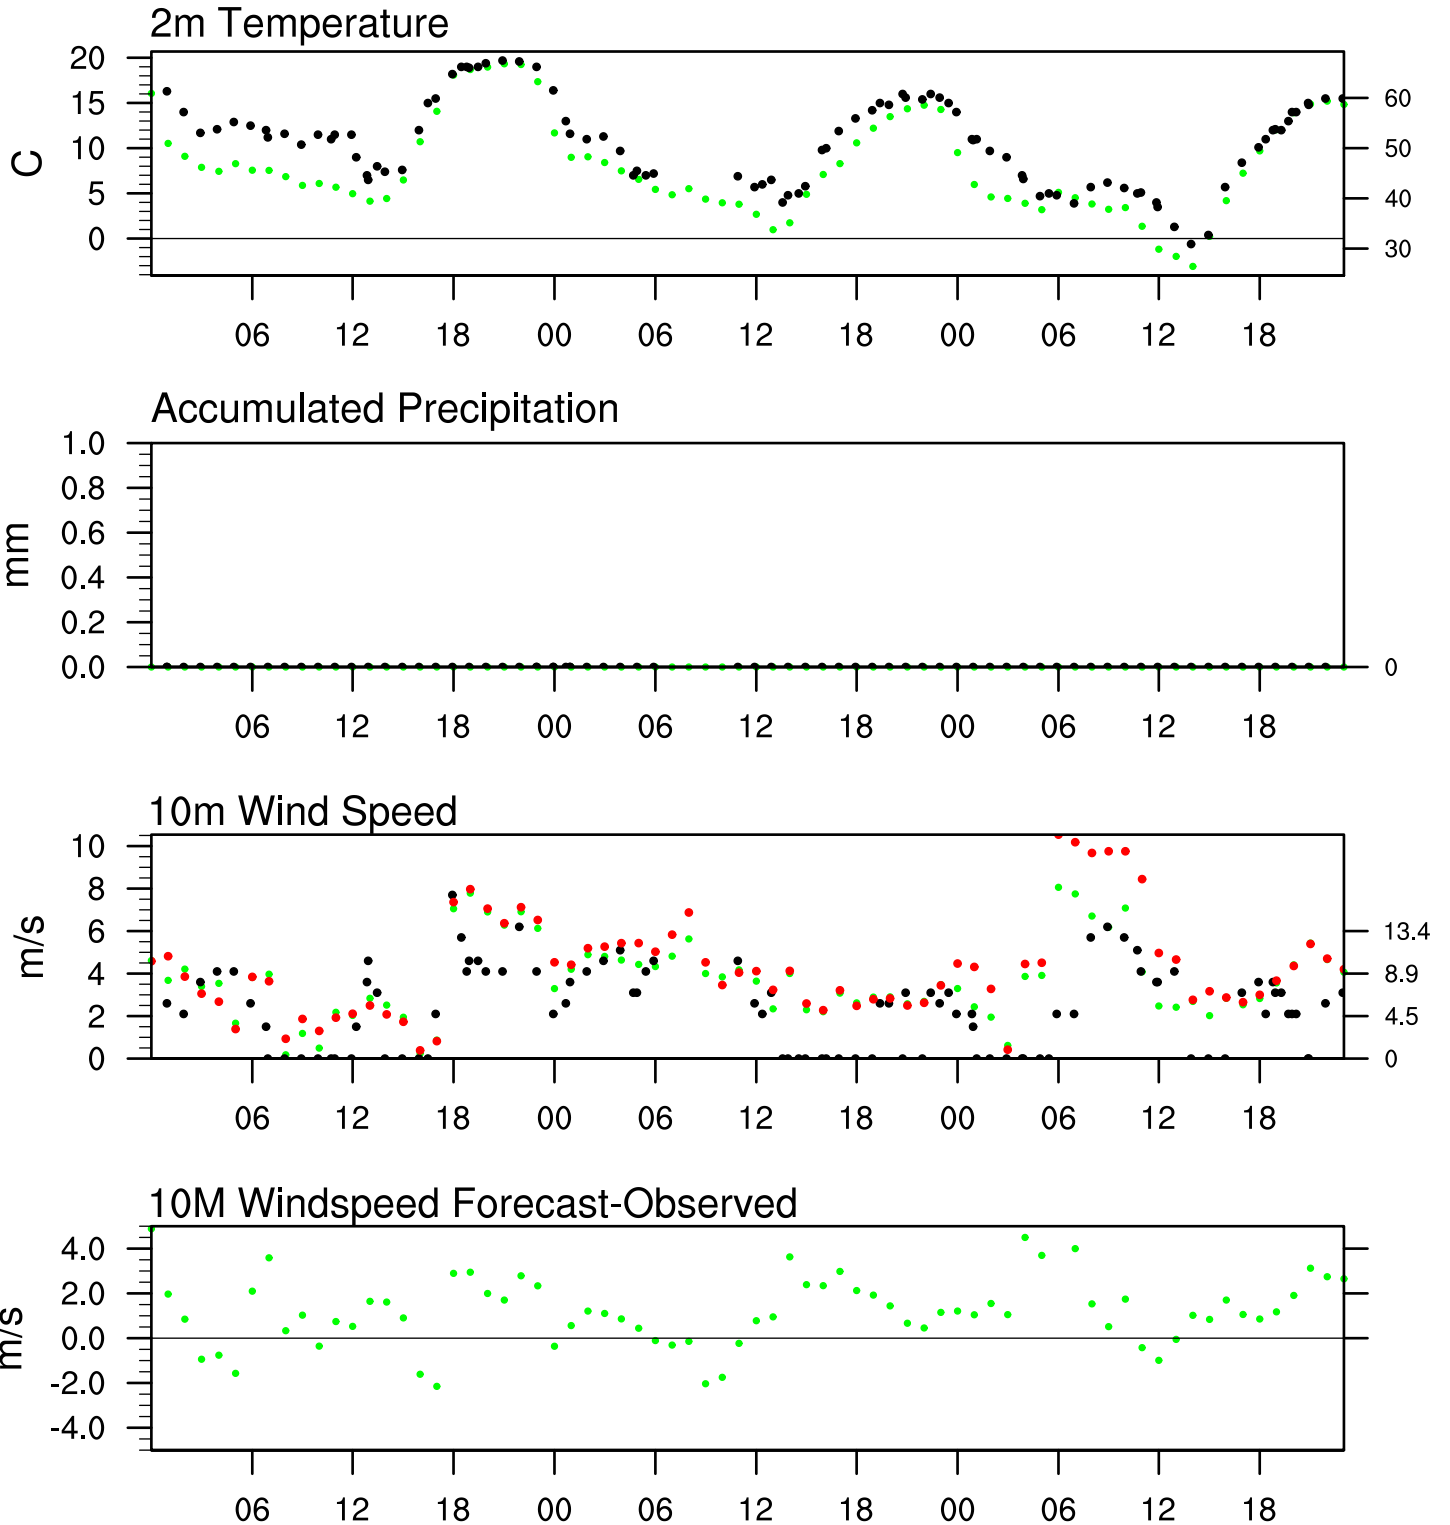 2m Temperature
20
15
10
5
0
C
60
50
40
30
06 12 18 00 06 12 18 00 06 12 18
Accumulated Precipitation
1.0
0.8
0.6
0.4
0.2
0.0
mm
0
06 12 18 00 06 12 18 00 06 12 18
10m Wind Speed
10
8
6
4
2
0
m/s
13.4
8.9
4.5
0
06 12 18 00 06 12 18 00 06 12 18
10M Windspeed Forecast-Observed
4.0
2.0
0.0
-2.0
-4.0
m/s
06 12 18 00 06 12 18 00 06 12 18